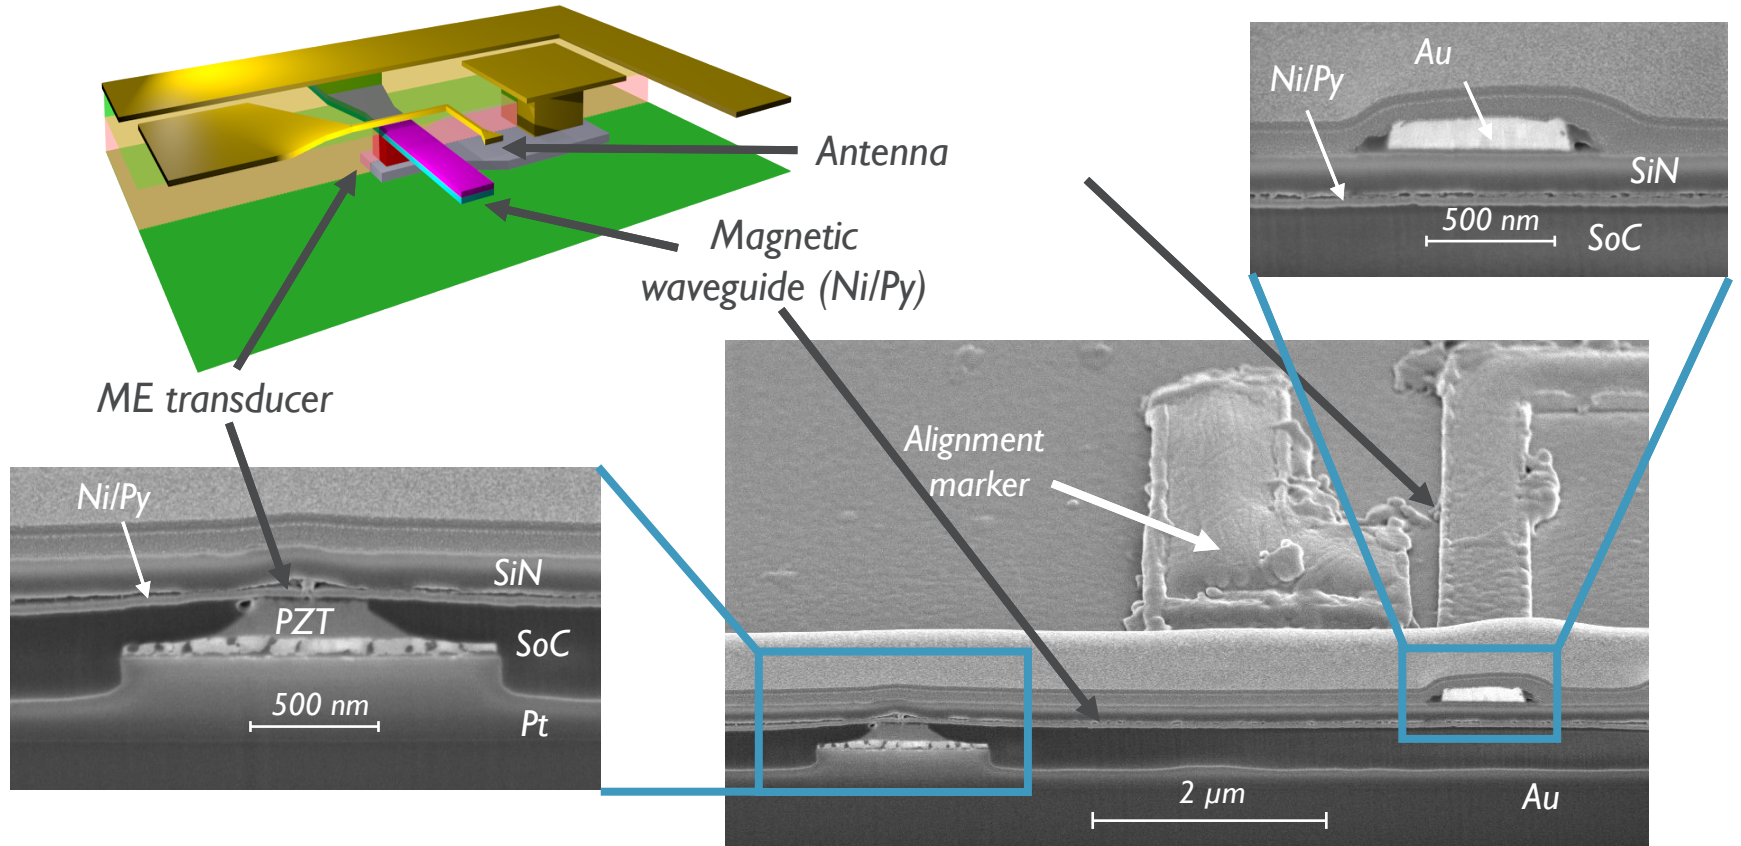 Antenna
Magnetic
waveguide (Ni/Py)
ME transducer
Au
Ni/Py
SiN
500 nm
SoC
Ni/Py
SiN
PZT
SoC
500 nm
Pt
Alignment
marker
2 µm
Au